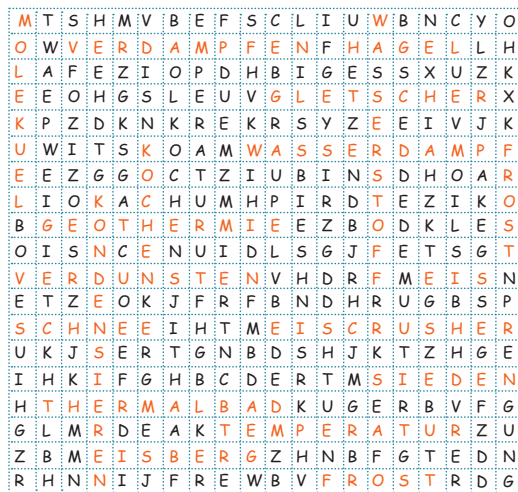 M T S H M V B E F S C L I U W B N C Y O
O W V E R D A M P F E N F H A G E L L H
L A F E Z I O P D H B I G E S S X U Z K
E E O H G S L E U V G L E T S C H E R X
K P Z D K N K R E K R S Y Z E E I V J K
U W I T S K O A M W A S S E R D A M P F
E E Z G G O C T Z I U B I N S D H O A R
L I O K A C H U M H P I R D T E Z I K O
B G E O T H E R M I E E Z B O D K L E S
O I S N C E N U I D L S G J F E T S G T
V E R D U N S T E N V H D R F M E I S N
E T Z E O K J F R F B N D H R U G B S P
S C H N E E I H T M E I S C R U S H E R
U K J S E R T G N B D S H J K T Z H G E
I H K I F G H B C D E R T M S I E D E N
H T H E R M A L B A D K U G E R B V F G
G L M R D E A K T E M P E R A T U R Z U
Z B M E I S B E R G Z H N B F G T E D N
R H N N I J F R E W B V F R O S T R D G